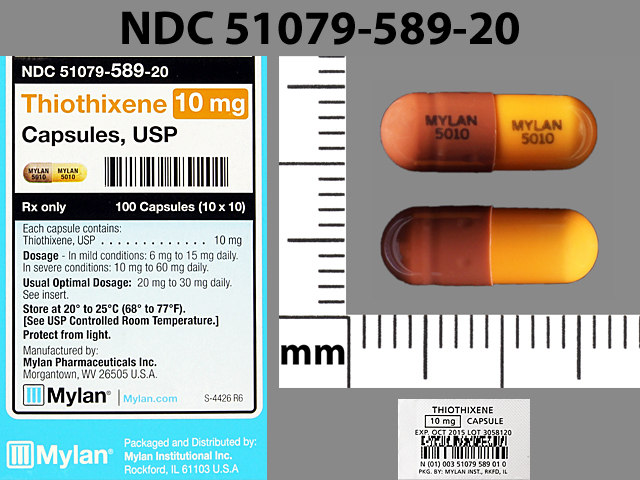 NDC 51079-589-20
NDC 51079-589-20
Thiothixene 10 mg
Capsules, USP
MYLAN 5010 MYLAN 5010
Rx only 100 Capsules (10 x 10)
Each capsule contains:
Thiothixene, USP . . . . . . . . . . . . . 10 mg
Dosage - In mild conditions: 6 mg to 15 mg daily.
In severe conditions: 10 mg to 60 mg daily.
Usual Optimal Dosage: 20 mg to 30 mg daily.
See insert.
Store at 20° to 25°C (68° to 77°F).
[See USP Controlled Room Temperature.]
Protect from light.
Manufactured by:
Mylan Pharmaceuticals Inc.
Morgantown, WV 26505 U.S.A.
Mylan® Mylan.com S-4426 R6
Mylan®
Packaged and Distributed by:
Mylan Institutional Inc.
Rockford, IL 61103 U.S.A
MYLAN MYLAN
5010 5010
mm
THIOTHIXENE
10 mg CAPSULE
EXP. OCT 2015 LOT 3058120
N (01) 003 51079 589 01 0
PKG. BY: MYLAN INST., RKFD, IL